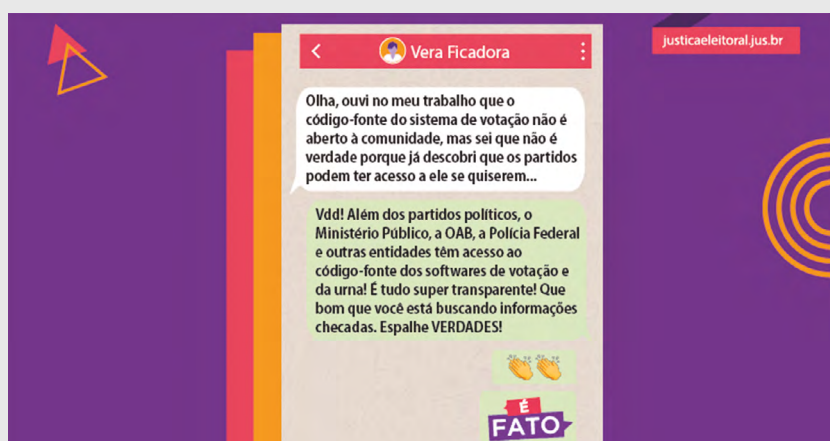 justicaeleitoral.jus.br
Vera Ficadora
Olha, ouvi no meu trabalho que o
código-fonte do sistema de votação não é
aberto à comunidade, mas sei que não é
verdade porque já descobri que os partidos
podem ter acesso a ele se quiserem...
Vdd! Além dos partidos políticos, o
Ministério Público, a OAB, a Polícia Federal
e outras entidades têm acesso ao
código-fonte dos softwares de votação e
da urna! É tudo super transparente! Que
bom que você está buscando informações
checadas. Espalhe VERDADES!
É
FATO